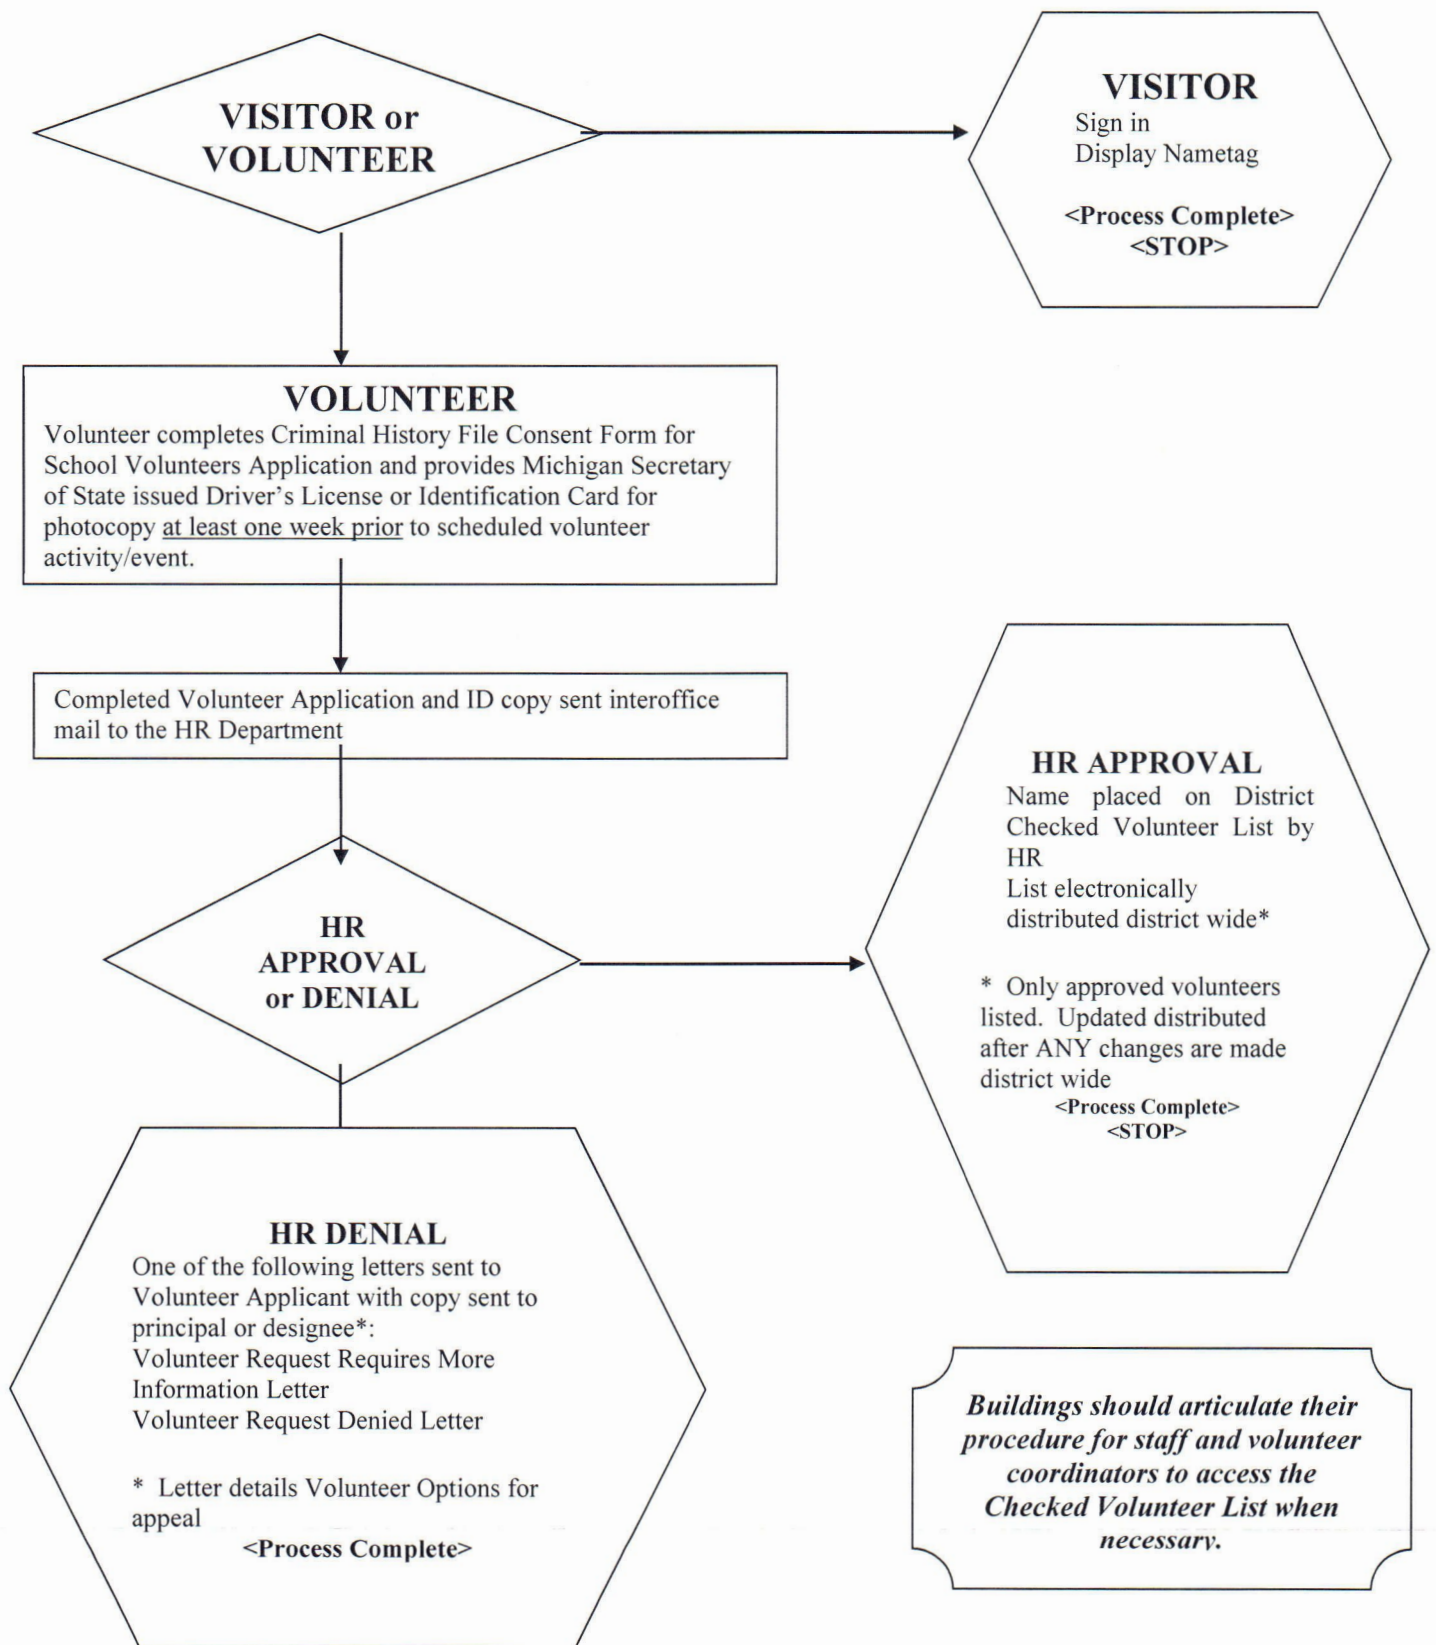 VISITOR or
VOLUNTEER
VISITOR
Sign in
Display Nametag
<Process Complete>
<STOP>
VOLUNTEER
Volunteer completes Criminal History File Consent Form for
School Volunteers Application and provides Michigan Secretary
of State issued Driver's License or Identification Card for
photocopy at least one week prior to scheduled volunteer
activity/event.
Completed Volunteer Application and ID copy sent interoffice
mail to the HR Department
HR
APPROVAL
or DENIAL
HR APPROVAL
Name placed on District
Checked Volunteer List by
HR
List electronically
distributed district wide*
* Only approved volunteers
listed. Updated distributed
after ANY changes are made
district wide
<Process Complete>
<STOP>
HR DENIAL
One of the following letters sent to
Volunteer Applicant with copy sent to
principal or designee*:
Volunteer Request Requires More
Information Letter
Volunteer Request Denied Letter
* Letter details Volunteer Options for
appeal
<Process Complete>
Buildings should articulate their
procedure for staff and volunteer
coordinators to access the
Checked Volunteer List when
necessary.